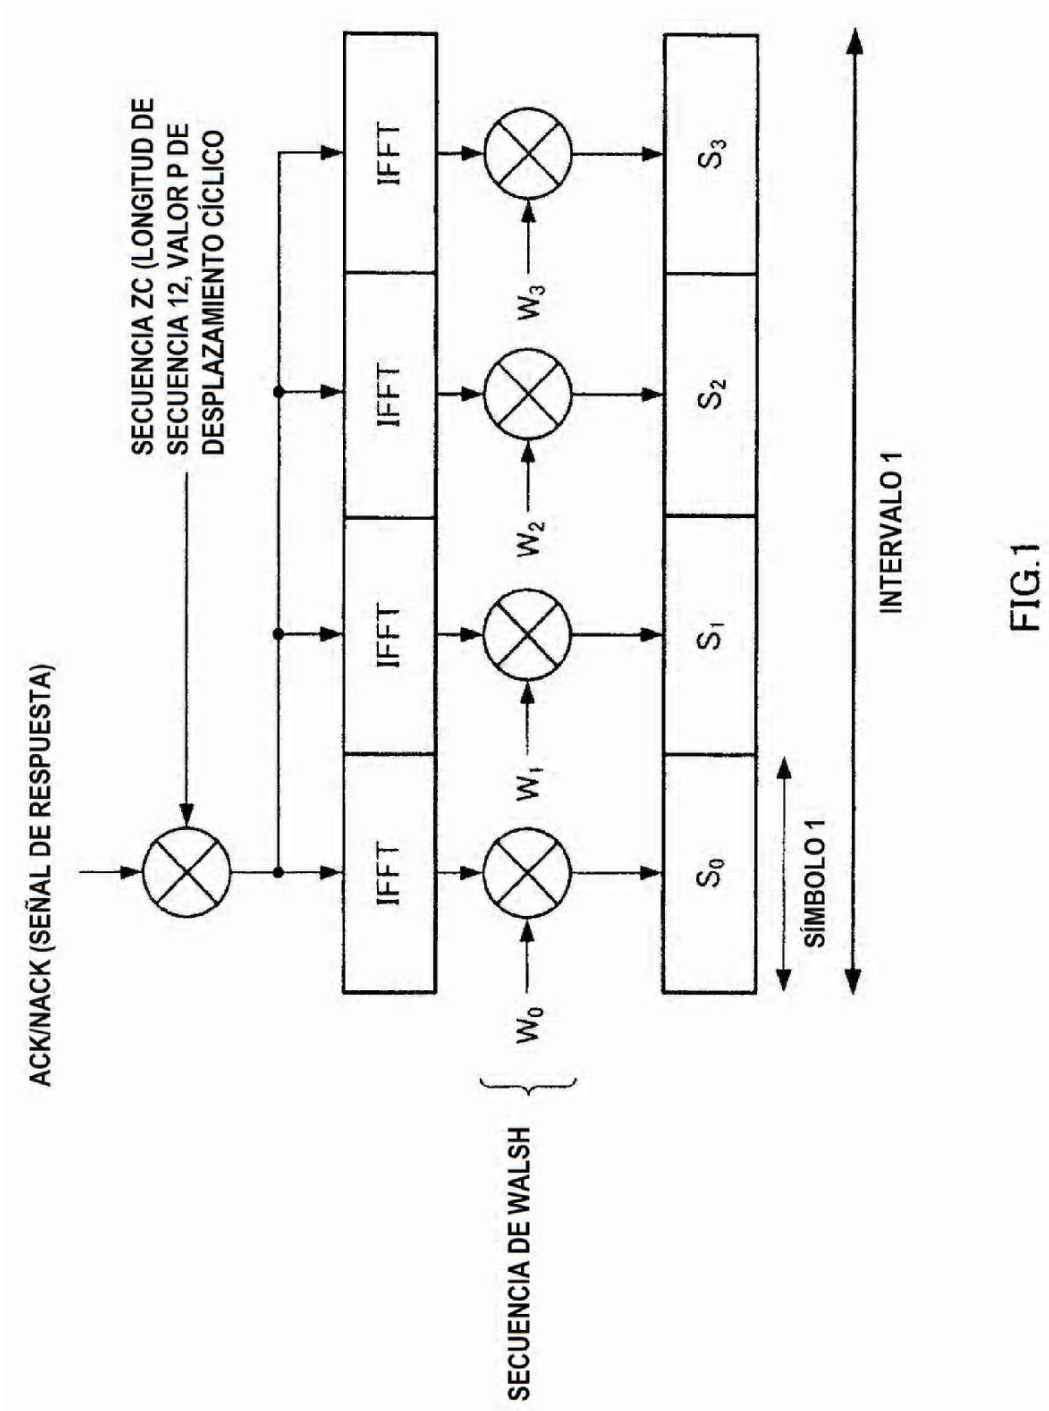 ACK/NACK (SEÑAL DE RESPUESTA)
SECUENCIA ZC (LONGITUD DE
SECUENCIA 12, VALOR P DE
DESPLAZAMIENTO CÍCLICO
IFFT
IFFT
IFFT
IFFT
SECUENCIA DE WALSH
W0
W1
W2
W3
S0
S1
S2
S3
SÍMBOLO 1
INTERVALO 1
FIG.1